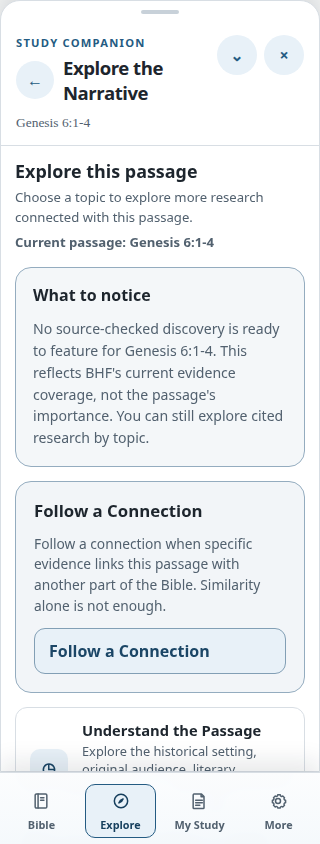 STUDY COMPANION
Explore the
Narrative
Genesis 6:1-4
Explore this passage
Choose a topic to explore more research
connected with this passage.
Current passage: Genesis 6:1-4
What to notice
No source-checked discovery is ready
to feature for Genesis 6:1-4. This
reflects BHF's current evidence
coverage, not the passage's
importance. You can still explore cited
research by topic.
Follow a Connection
Follow a connection when specific
evidence links this passage with
another part of the Bible. Similarity
alone is not enough.
Follow a Connection
Understand the Passage
Explore the historical setting,
original audience, literary
Bible
Explore
My Study
More